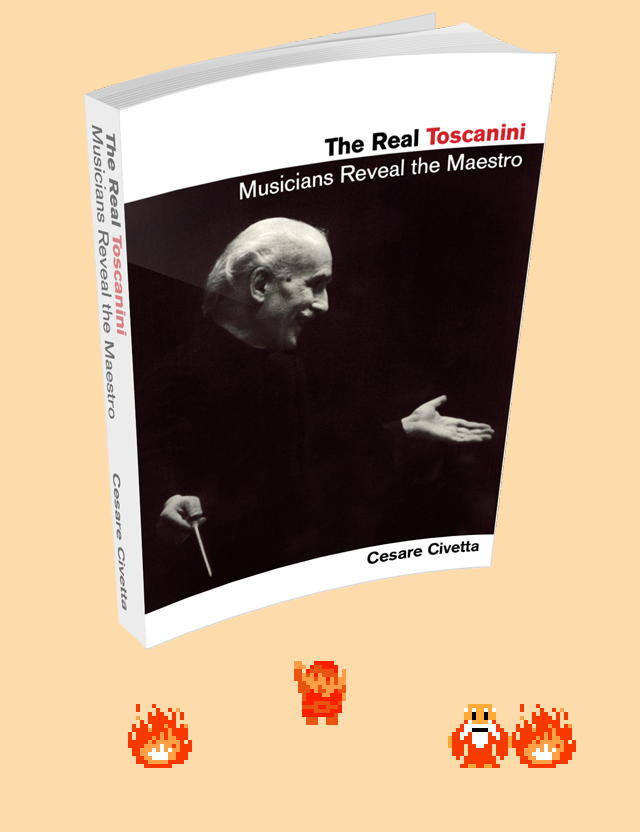 The Real Toscanini
Musicians Reveal the Maestro
Cesare Civetta
The Real Toscanini
Musicians Reveal the Maestro
Cesare Civetta